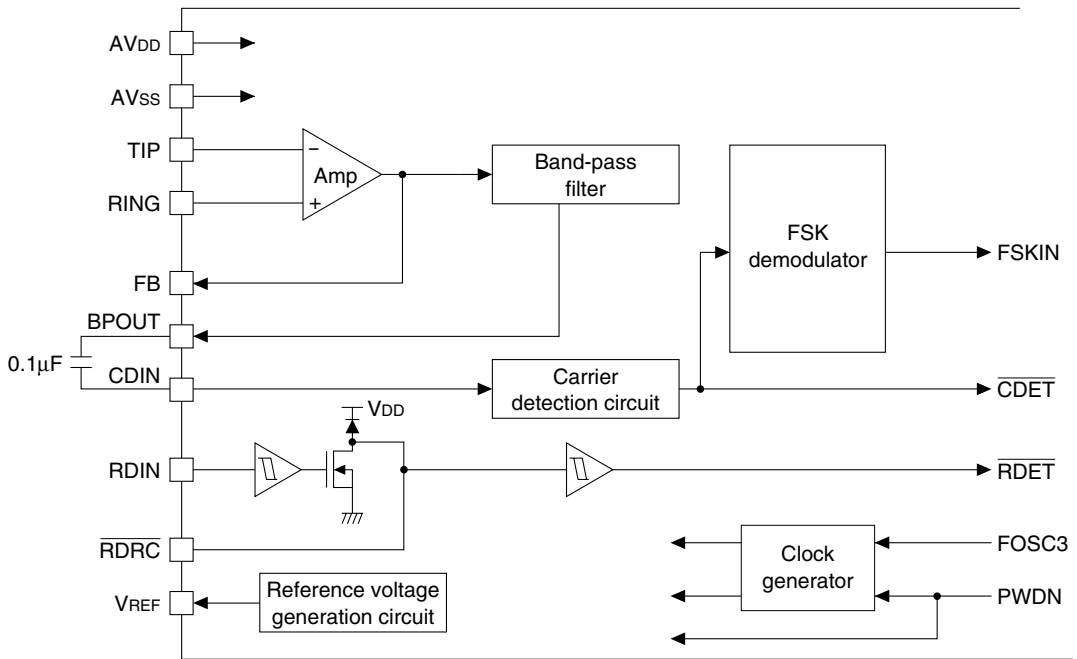 AVDD
AVSS
TIP
RING
FB
BPOUT
0.1μF
CDIN
RDIN
RDRC
VREF
−
Amp
+
Band-pass
filter
FSK
demodulator
FSKIN
Carrier
detection circuit
CDET
VDD
RDET
Clock
generator
FOSC3
PWDN
Reference voltage
generation circuit